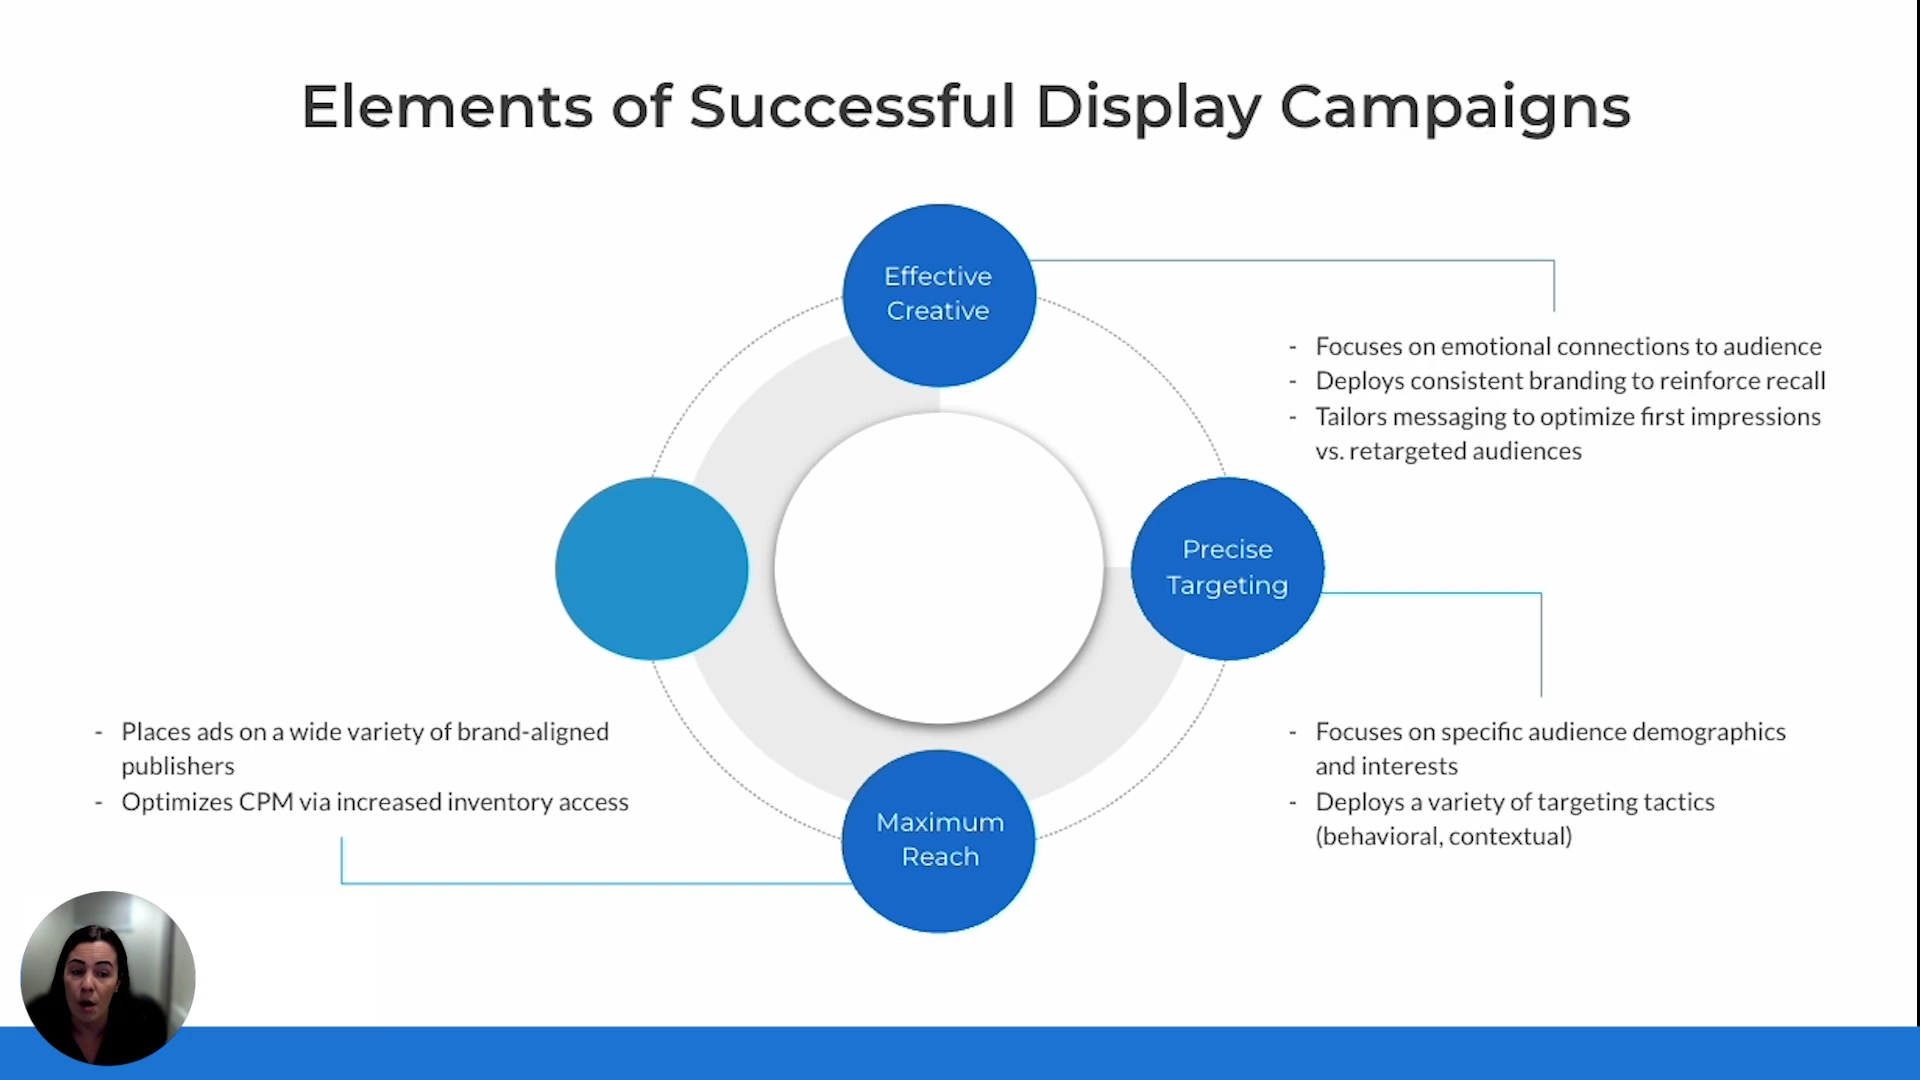 Elements of Successful Display Campaigns
Effective
Creative
- Focuses on emotional connections to audience
- Deploys consistent branding to reinforce recall
- Tailors messaging to optimize first impressions
vs. retargeted audiences
Precise
Targeting
- Focuses on specific audience demographics
and interests
- Deploys a variety of targeting tactics
(behavioral, contextual)
- Places ads on a wide variety of brand-aligned
publishers
- Optimizes CPM via increased inventory access
Maximum
Reach